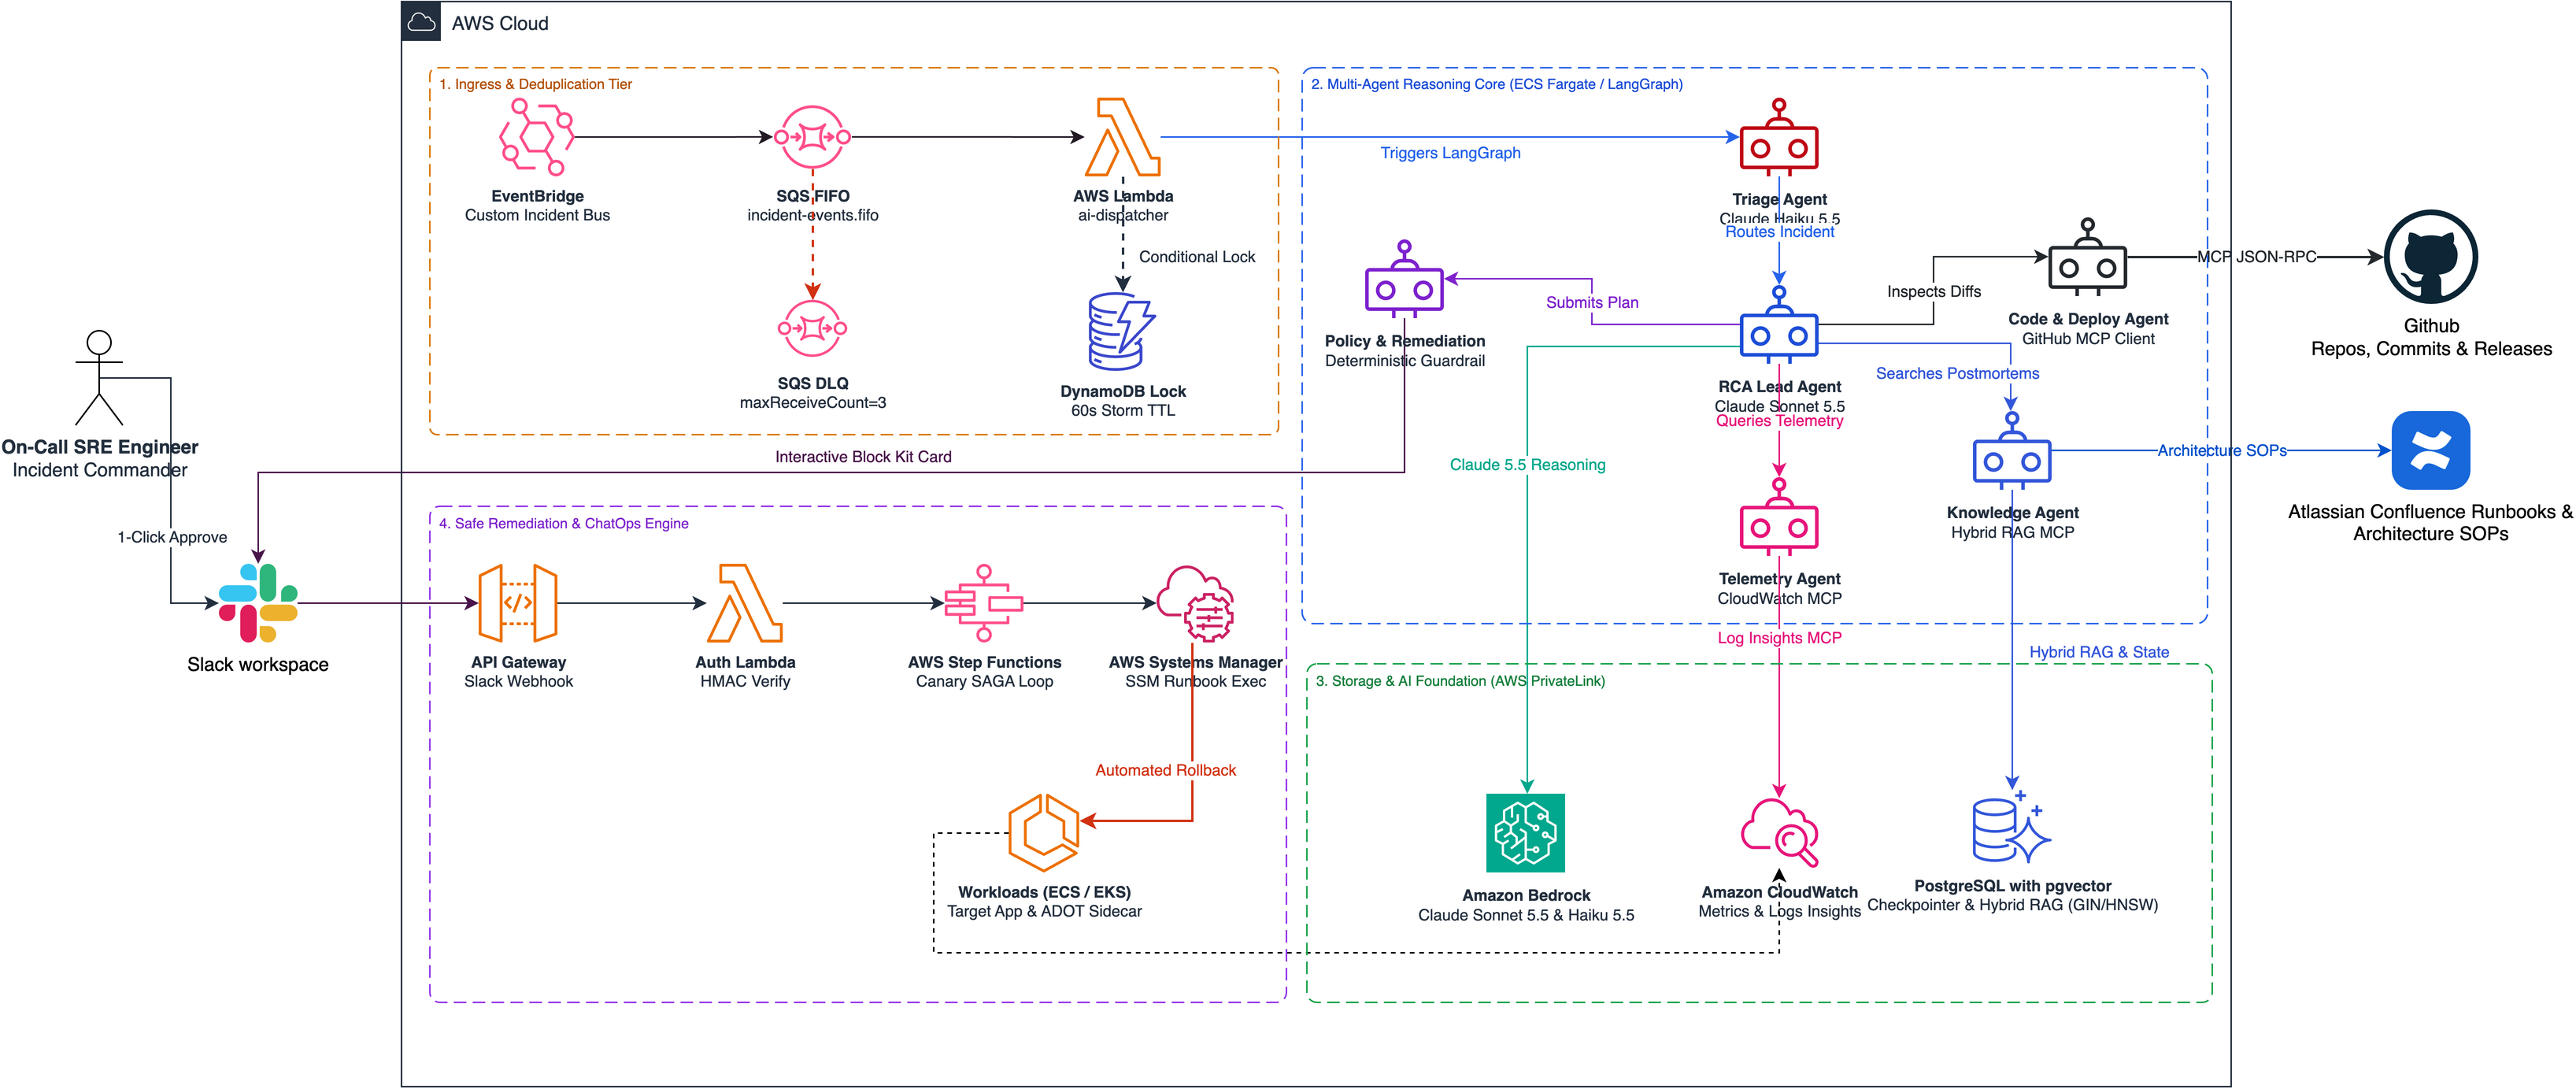 AWS Cloud
1. Ingress & Deduplication Tier
EventBridge
Custom Incident Bus
SQS FIFO
incident-events.fifo
AWS Lambda
ai-dispatcher
Conditional Lock
SQS DLQ
maxReceiveCount=3
DynamoDB Lock
60s Storm TTL
Triggers LangGraph
2. Multi-Agent Reasoning Core (ECS Fargate / LangGraph)
Triage Agent
Claude Haiku 5.5
Routes Incident
Policy & Remediation
Deterministic Guardrail
Submits Plan
Inspects Diffs
Code & Deploy Agent
GitHub MCP Client
MCP JSON-RPC
Github
Repos, Commits & Releases
RCA Lead Agent
Claude Sonnet 5.5
Queries Telemetry
Searches Postmortems
Claude 5.5 Reasoning
Architecture SOPs
Knowledge Agent
Hybrid RAG MCP
Atlassian Confluence Runbooks &
Architecture SOPs
Telemetry Agent
CloudWatch MCP
Log Insights MCP
Hybrid RAG & State
On-Call SRE Engineer
Incident Commander
1-Click Approve
Interactive Block Kit Card
Slack workspace
4. Safe Remediation & ChatOps Engine
</>
API Gateway
Slack Webhook
Auth Lambda
HMAC Verify
AWS Step Functions
Canary SAGA Loop
AWS Systems Manager
SSM Runbook Exec
Automated Rollback
Workloads (ECS / EKS)
Target App & ADOT Sidecar
3. Storage & AI Foundation (AWS PrivateLink)
Amazon Bedrock
Claude Sonnet 5.5 & Haiku 5.5
Amazon CloudWatch
Metrics & Logs Insights
PostgreSQL with pgvector
Checkpointer & Hybrid RAG (GIN/HNSW)